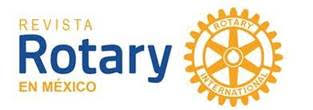 REVISTA
Rotary
EN MÉXICO
ROTARY
INTERNATIONAL